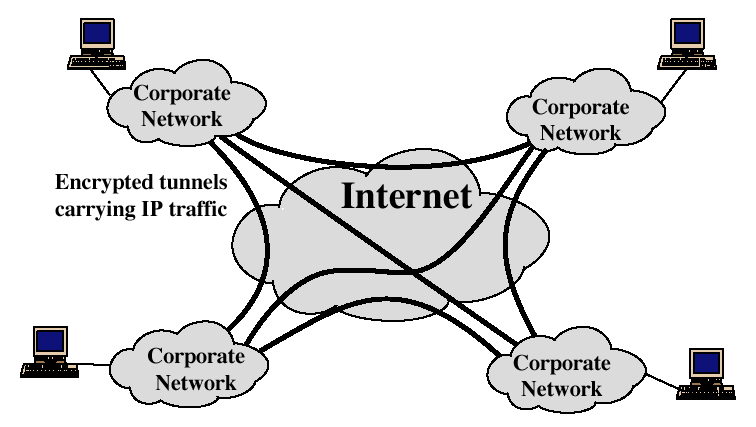 Corporate
Network
Corporate
Network
Encrypted tunnels
carrying IP traffic
Internet
Corporate
Network
Corporate
Network